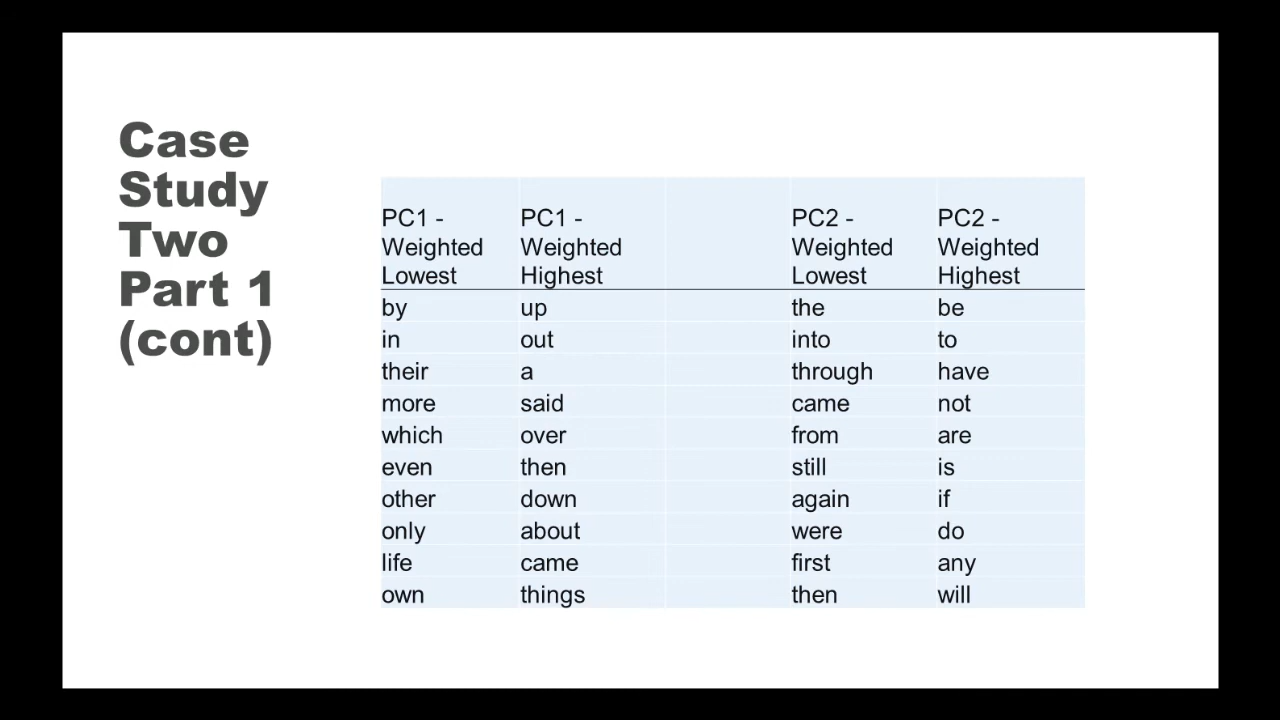 Case
Study
Two
Part 1
(cont)
PC1 - Weighted Lowest PC1 - Weighted Highest PC2 - Weighted Lowest PC2 - Weighted Highest
by up the be
in out into to
their a through have
more said came not
which over from are
even then still is
other down again if
only about were do
life came first any
own things then will